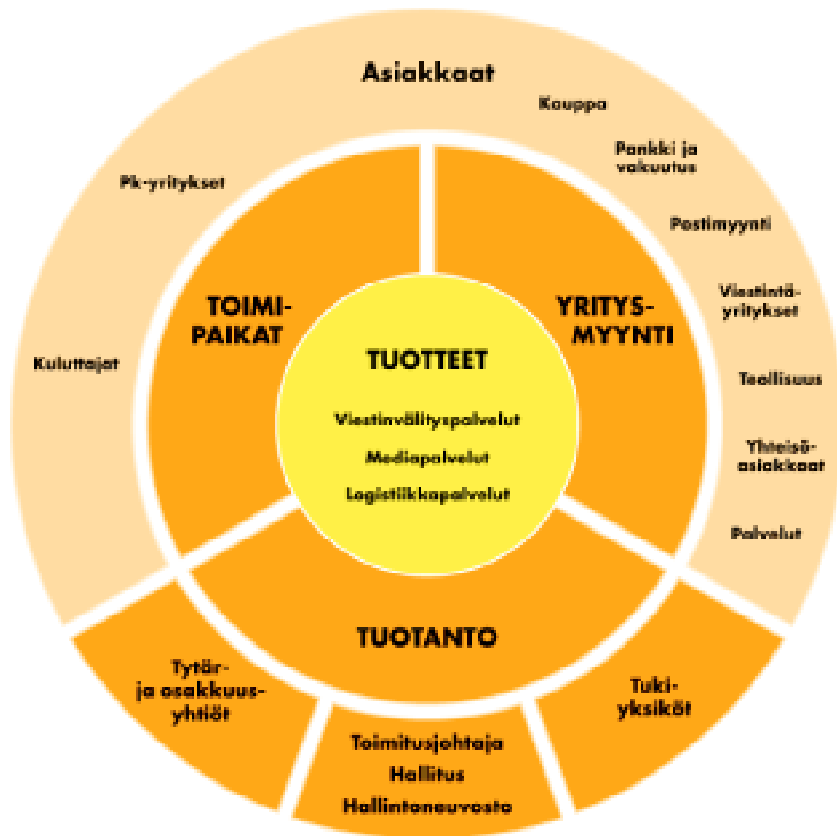 Asiakkaat
Kauppa
Pankki ja
vakuutus
Pk-yritykset
Postimyynti
Viestintä-
yritykset
TOIMI-
PAIKAT
YRITYS-
MYYNTI
Kuluttajat
TUOTTEET
Teollisuus
Viestinvälityspalvelut
Mediapalvelut
Logistiikkapalvelut
Yhteisö-
asiakkaat
Palvelut
TUOTANTO
Tytär-
ja osakkuus-
yhtiöt
Tuki-
yksiköt
Toimitusjohtaja
Hallitus
Hallintoneuvosto